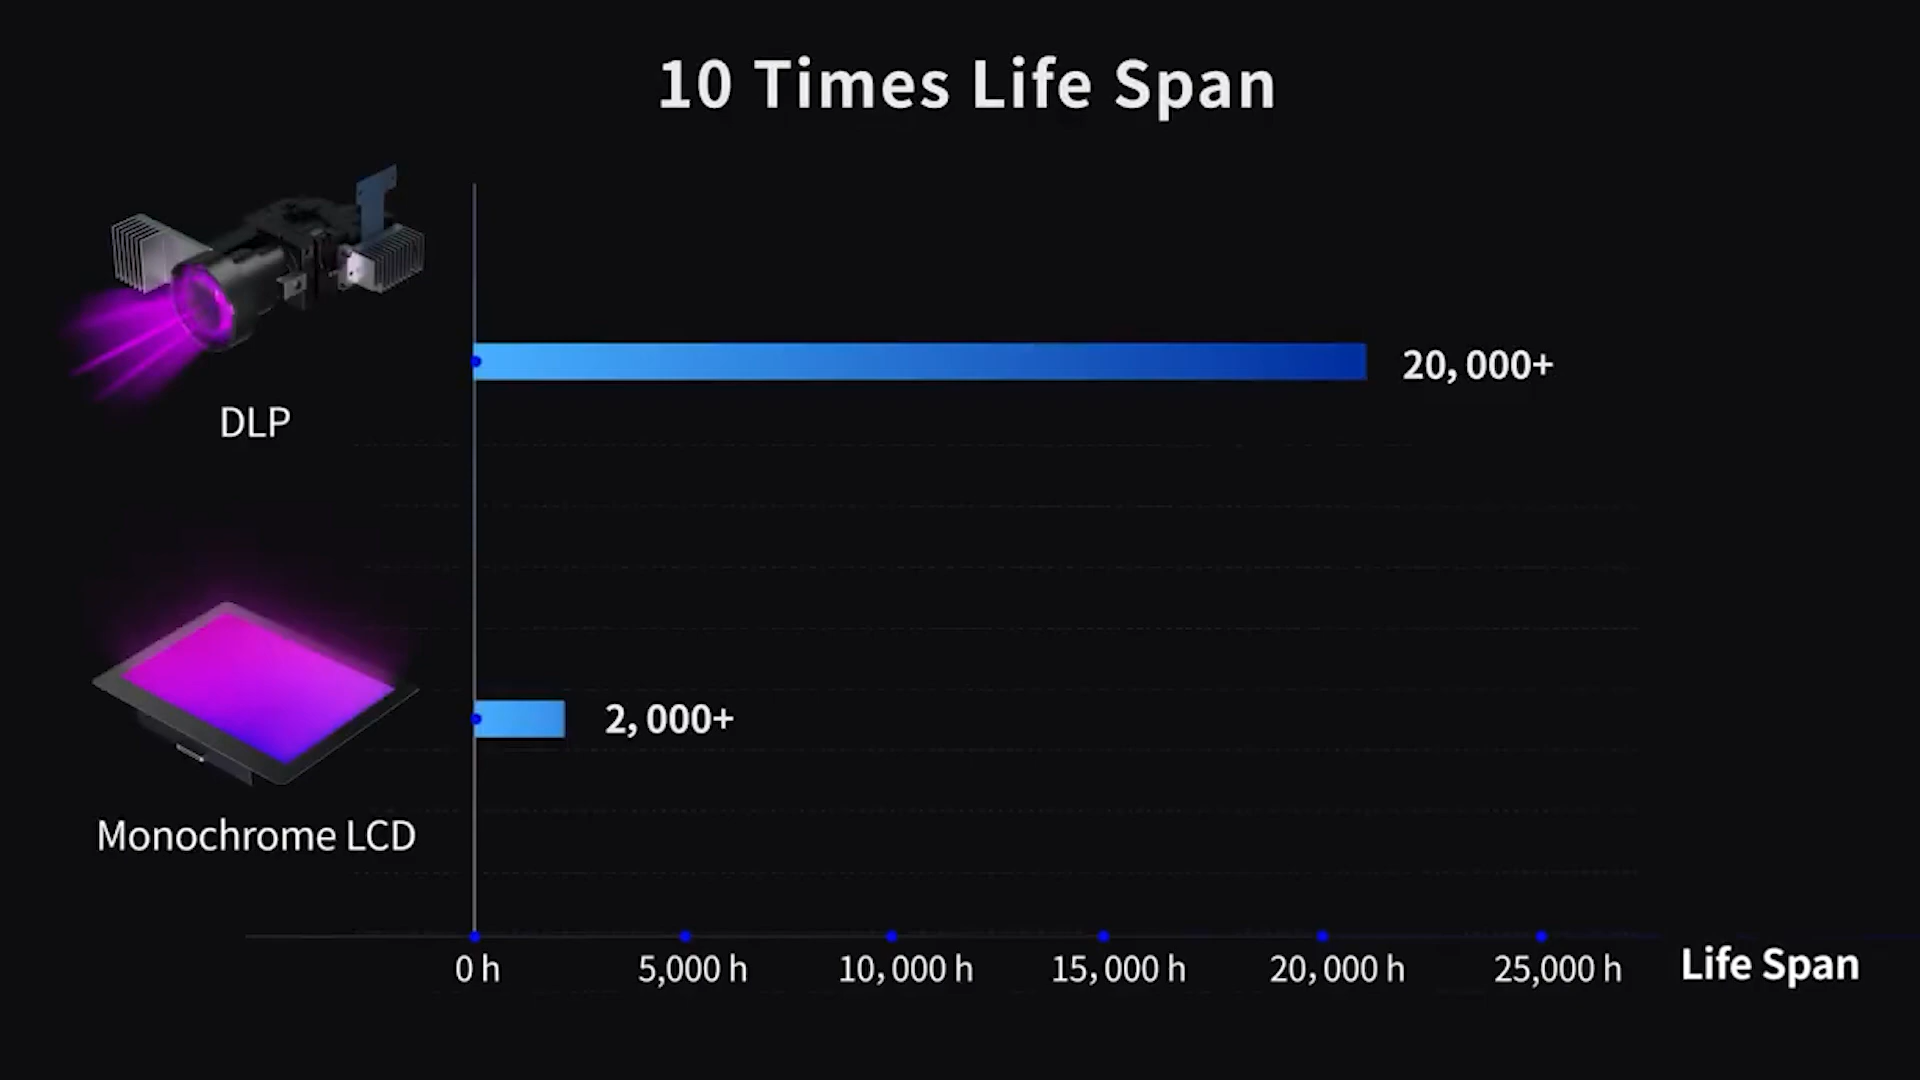 10 Times Life Span
DLP
20, 000+
2, 000+
Monochrome LCD
0 h
5,000 h
10,000 h
15,000 h
20,000 h
25,000 h
Life Span